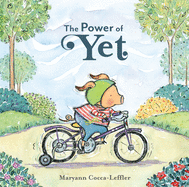 The Power of
Yet
Maryann Cocca-Leffler